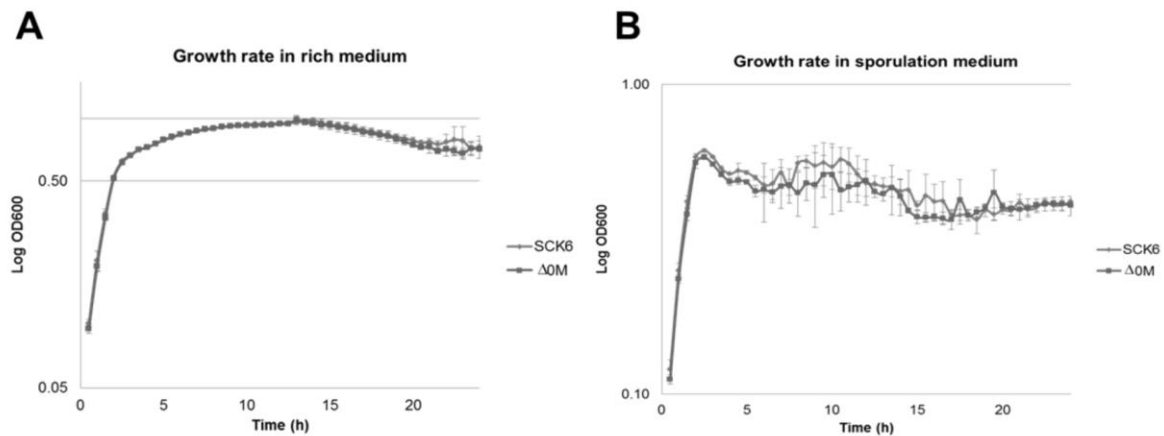 A
Growth rate in rich medium
Log OD600
0.50
0.05
0
5
10
15
20
Time (h)
SCK6
Δ0M
B
Growth rate in sporulation medium
Log OD600
1.00
0.10
0
5
10
15
20
Time (h)
SCK6
Δ0M